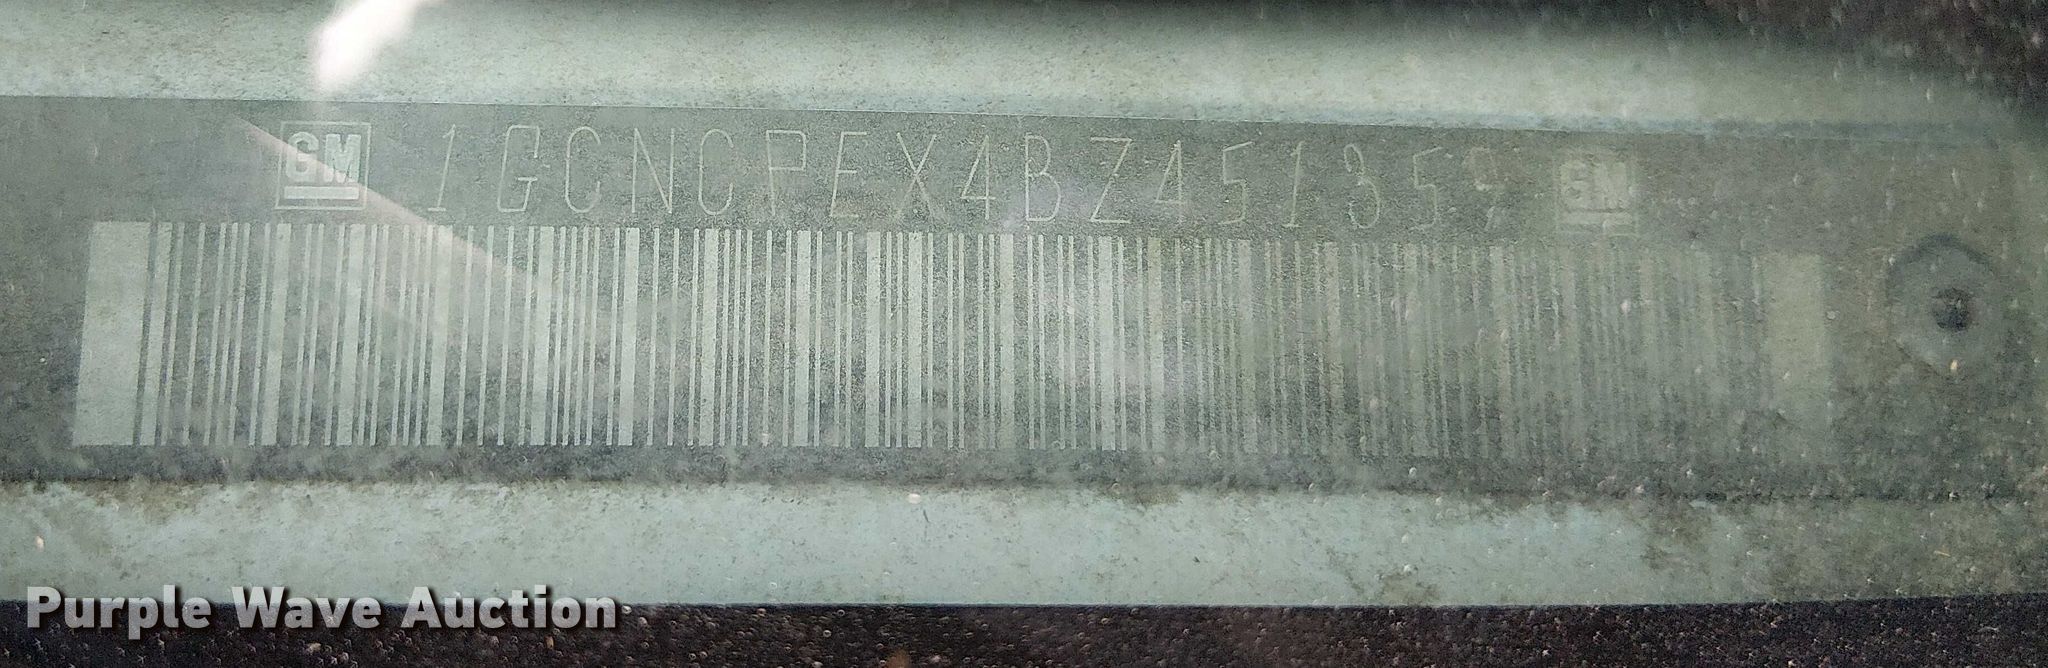 GM 1GCNCPEX4BZ451359 GM
Purple Wave Auction